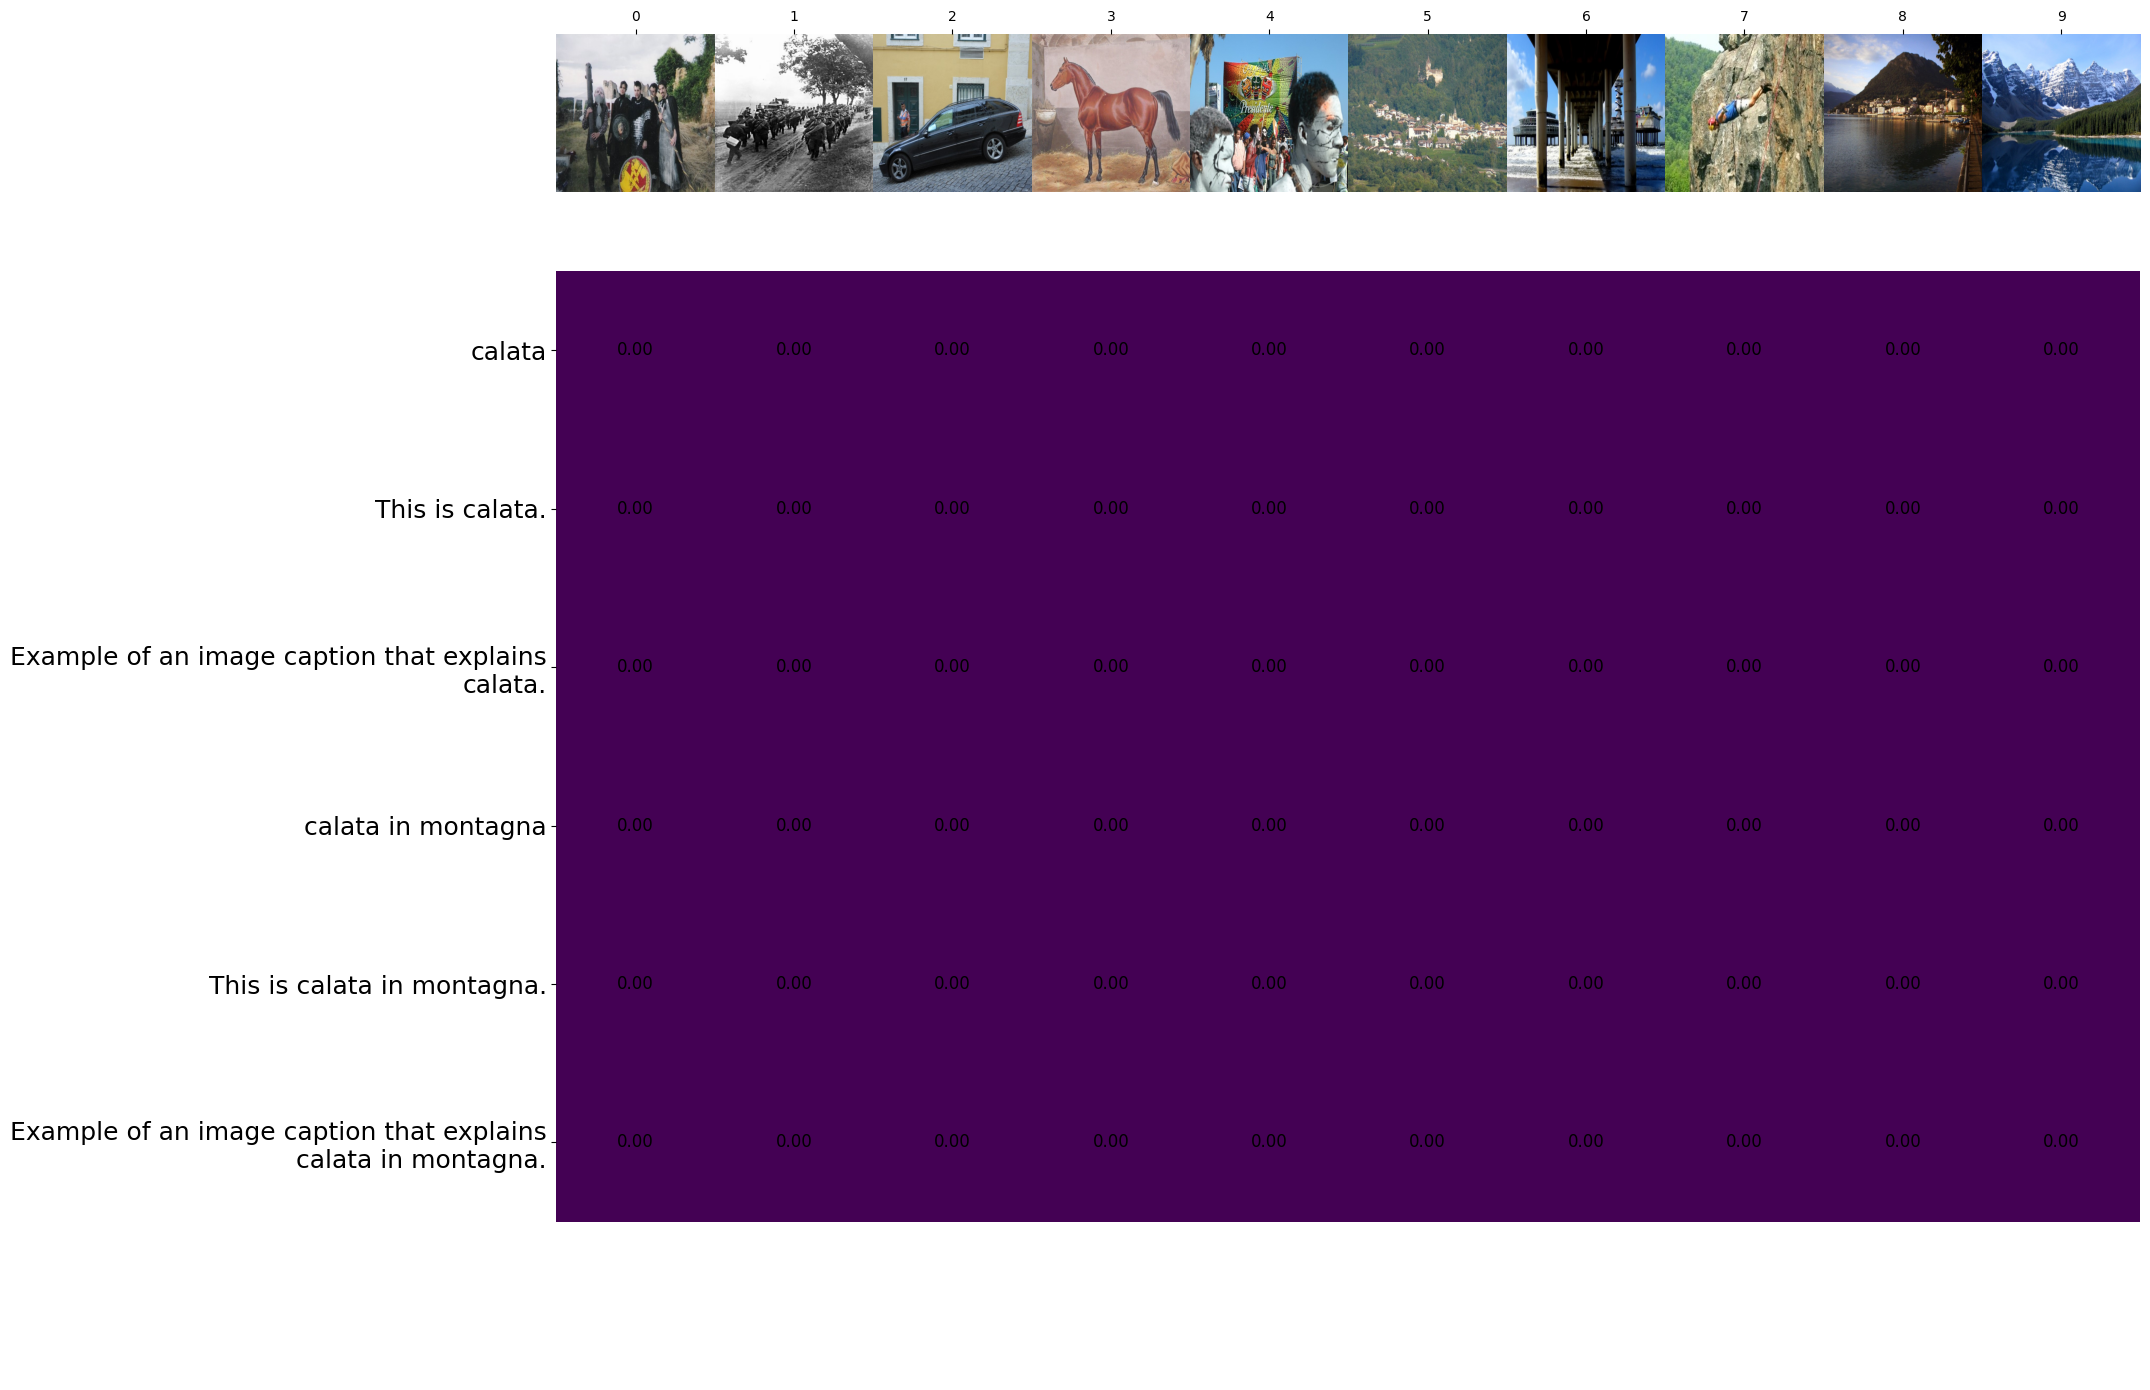 0 1 2 3 4 5 6 7 8 9
Presidente
calata 0.00 0.00 0.00 0.00 0.00 0.00 0.00 0.00 0.00 0.00
This is calata. 0.00 0.00 0.00 0.00 0.00 0.00 0.00 0.00 0.00 0.00
Example of an image caption that explains
calata. 0.00 0.00 0.00 0.00 0.00 0.00 0.00 0.00 0.00 0.00
calata in montagna 0.00 0.00 0.00 0.00 0.00 0.00 0.00 0.00 0.00 0.00
This is calata in montagna. 0.00 0.00 0.00 0.00 0.00 0.00 0.00 0.00 0.00 0.00
Example of an image caption that explains
calata in montagna. 0.00 0.00 0.00 0.00 0.00 0.00 0.00 0.00 0.00 0.00